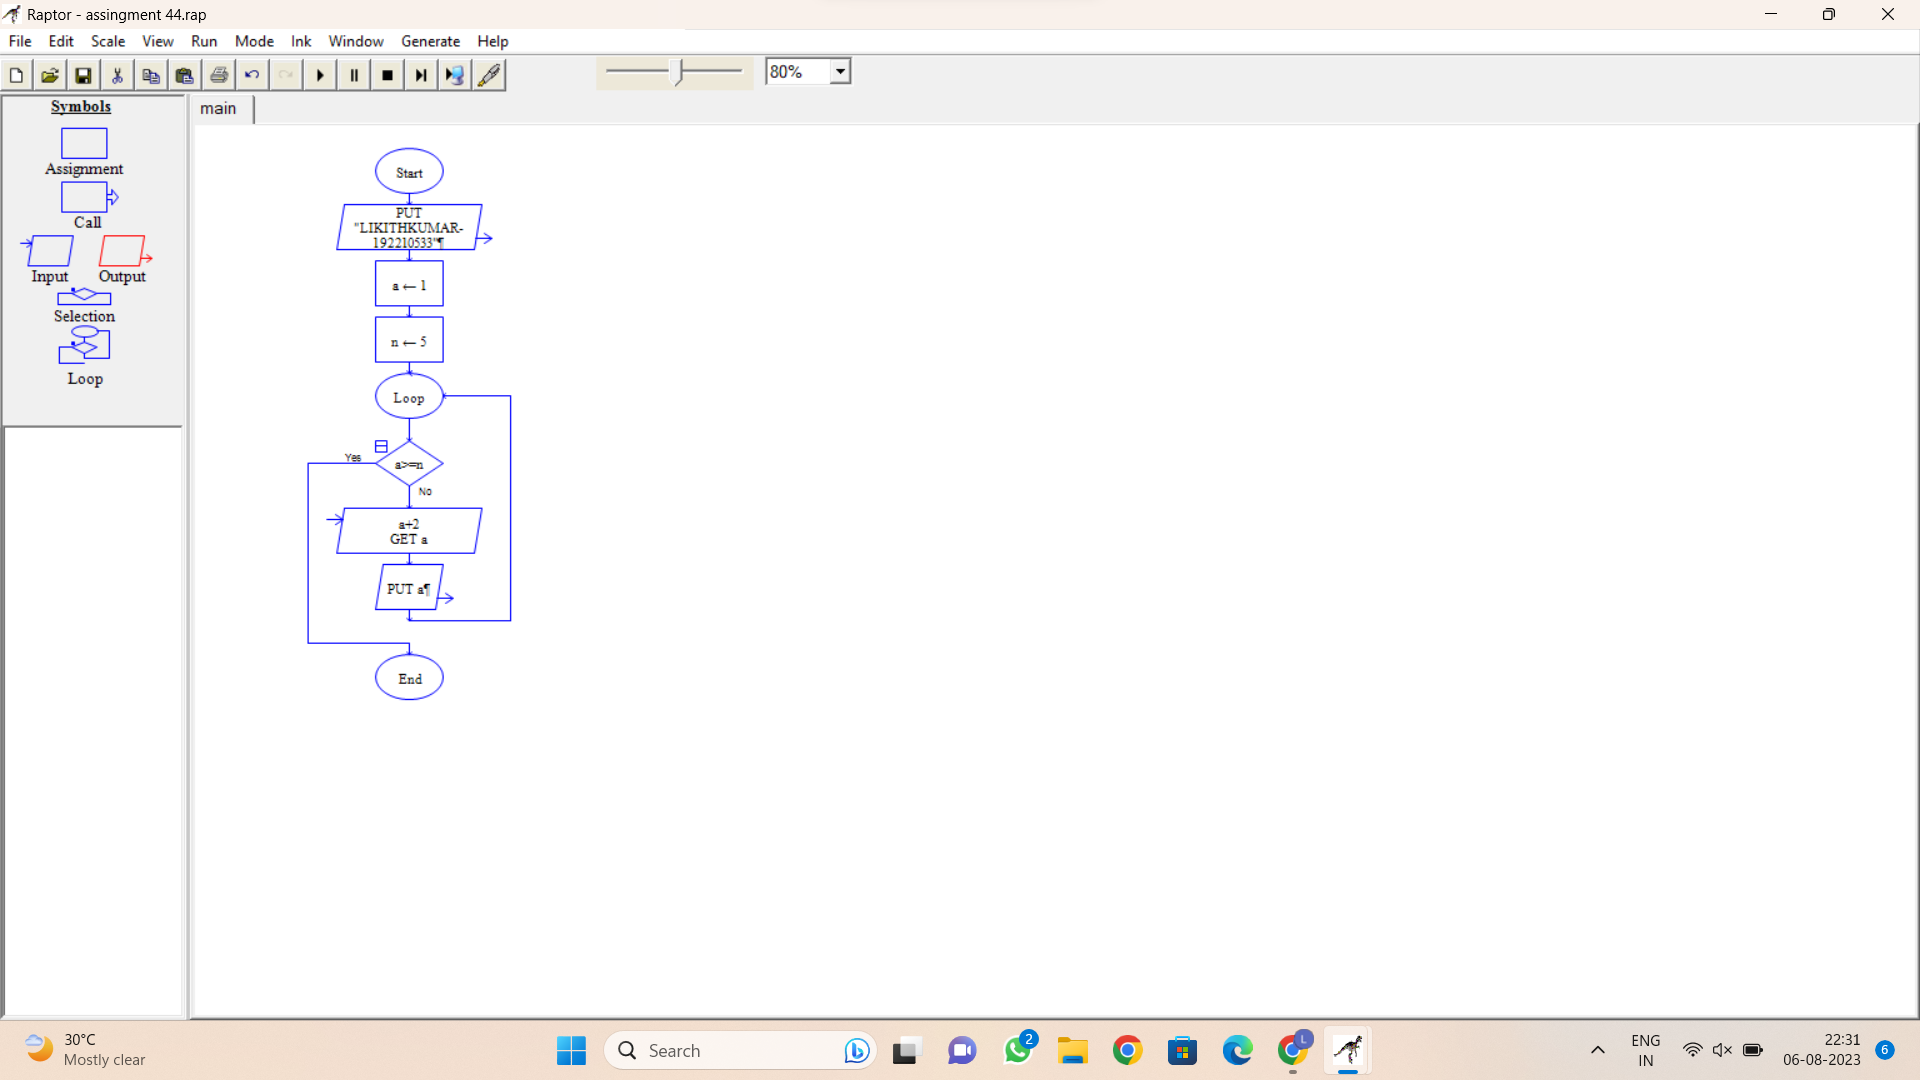 Raptor - assingment 44.rap
File Edit Scale View Run Mode Ink Window Generate Help
80%
Symbols
Assignment
Call
Input Output
Selection
Loop
main
Start
PUT
"LIKITHKUMAR-
192210533"¶
a ← 1
n ← 5
Loop
Yes
a>=n
No
a+2
GET a
PUT a¶
End
30°C
Mostly clear
Search
2
L
ENG
IN
22:31
06-08-2023
6